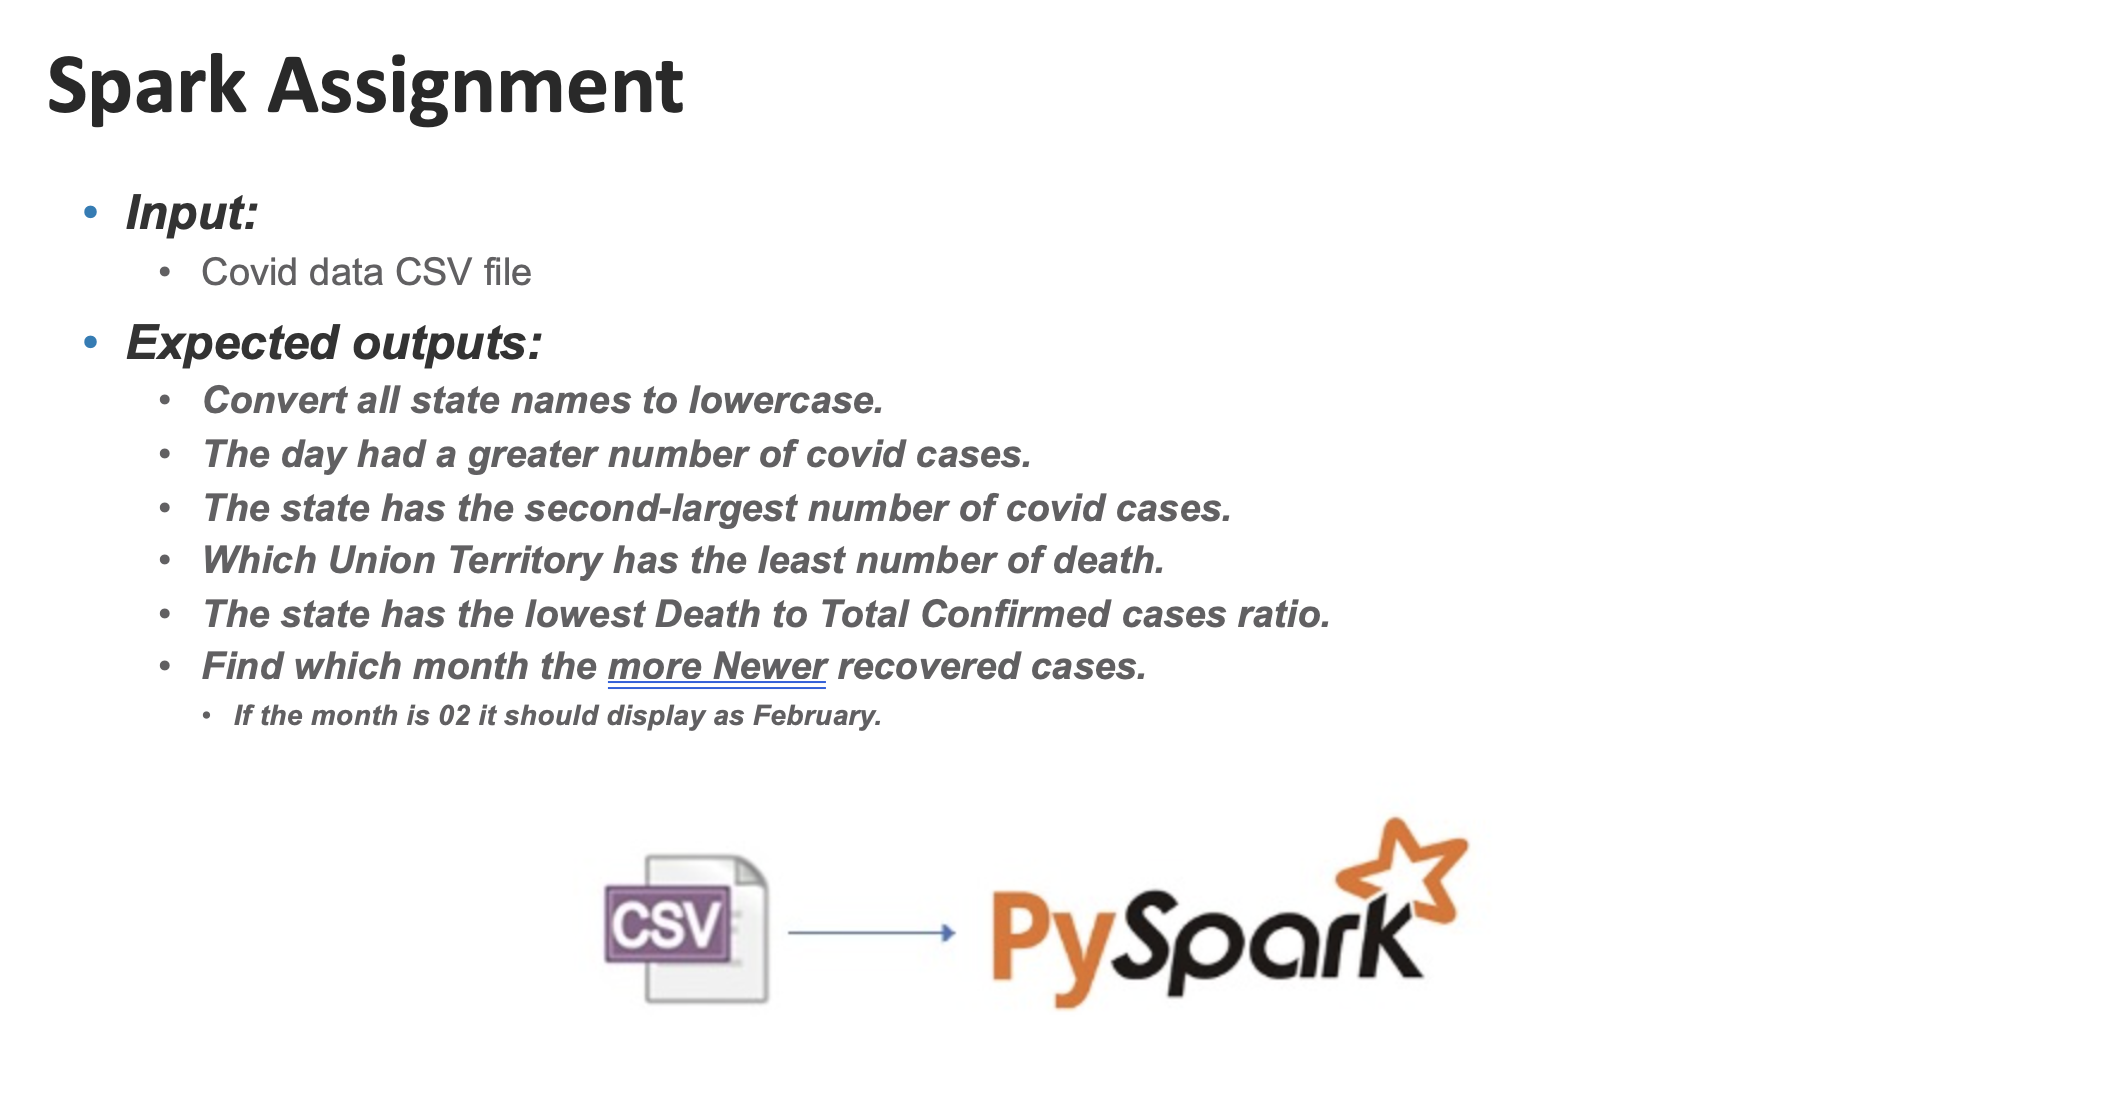 Spark Assignment
• Input:
• Covid data CSV file
• Expected outputs:
• Convert all state names to lowercase.
• The day had a greater number of covid cases.
• The state has the second-largest number of covid cases.
• Which Union Territory has the least number of death.
• The state has the lowest Death to Total Confirmed cases ratio.
• Find which month the more Newer recovered cases.
• If the month is 02 it should display as February.
CSV
PySpark